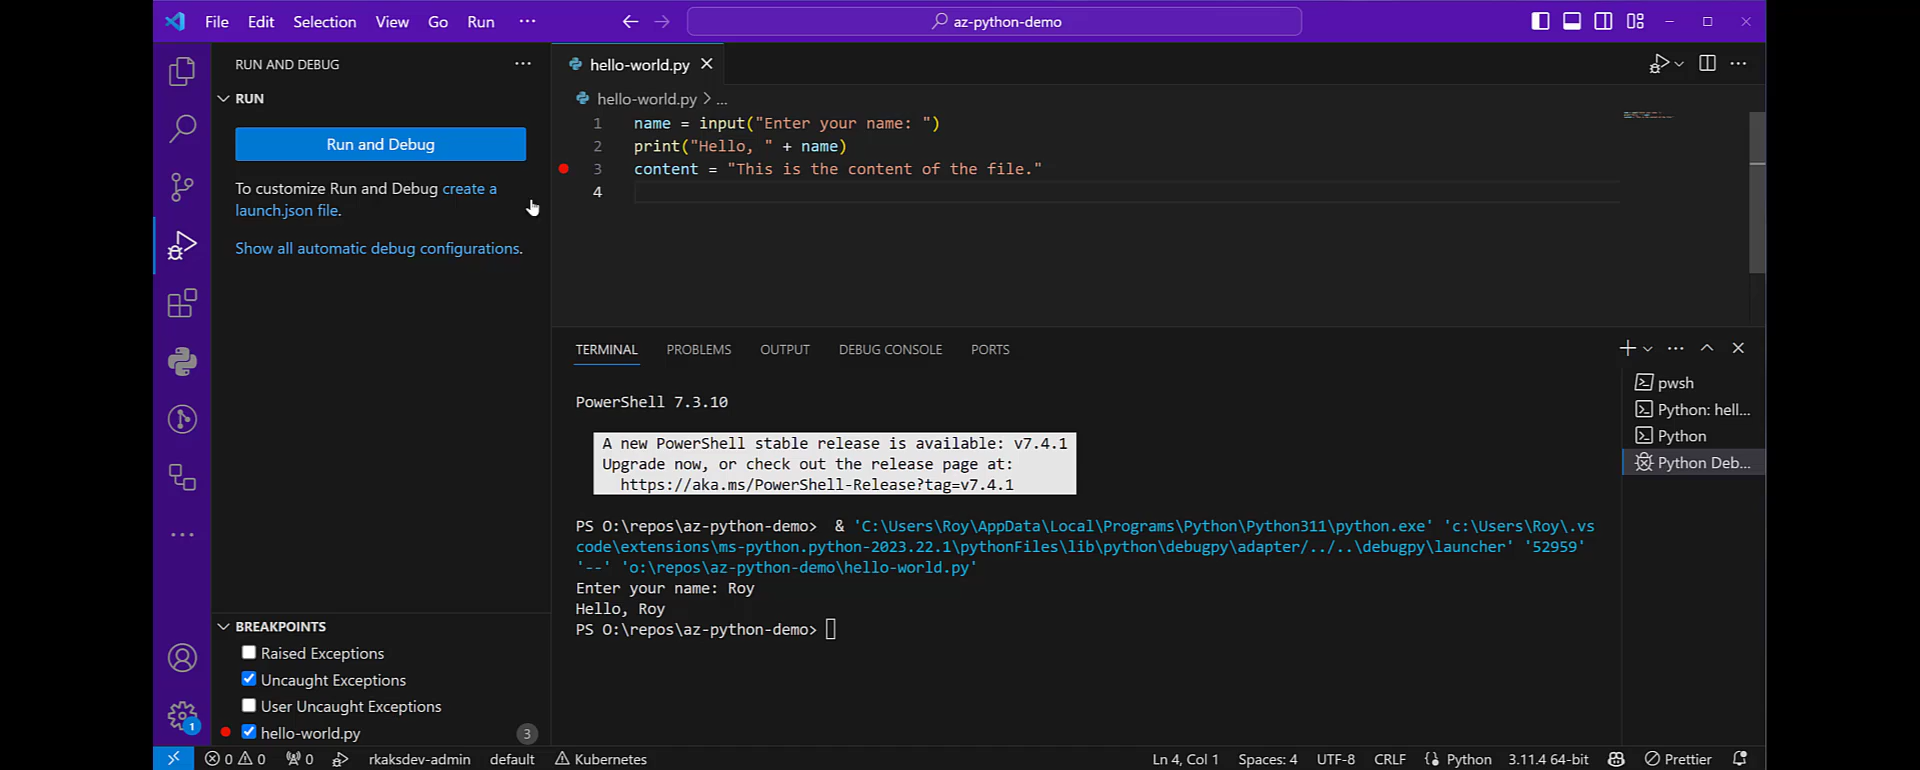 File Edit Selection View Go Run ···
az-python-demo
RUN AND DEBUG
RUN
Run and Debug
To customize Run and Debug create a
launch.json file.
Show all automatic debug configurations.
BREAKPOINTS
Raised Exceptions
Uncaught Exceptions
User Uncaught Exceptions
hello-world.py 3
1
hello-world.py
hello-world.py > ...
1 name = input("Enter your name: ")
2 print("Hello, " + name)
3 content = "This is the content of the file."
4
TERMINAL PROBLEMS OUTPUT DEBUG CONSOLE PORTS
PowerShell 7.3.10
A new PowerShell stable release is available: v7.4.1
Upgrade now, or check out the release page at:
https://aka.ms/PowerShell-Release?tag=v7.4.1
PS O:\repos\az-python-demo>  & 'C:\Users\Roy\AppData\Local\Programs\Python\Python311\python.exe' 'c:\Users\Roy\.vs
code\extensions\ms-python.python-2023.22.1\pythonFiles\lib\python\debugpy\adapter/../..\debugpy\launcher' '52959'
'--' 'o:\repos\az-python-demo\hello-world.py'
Enter your name: Roy
Hello, Roy
PS O:\repos\az-python-demo>
pwsh
Python: hell...
Python
Python Deb...
0 0 0 rkaksdev-admin default Kubernetes Ln 4, Col 1 Spaces: 4 UTF-8 CRLF Python 3.11.4 64-bit Prettier